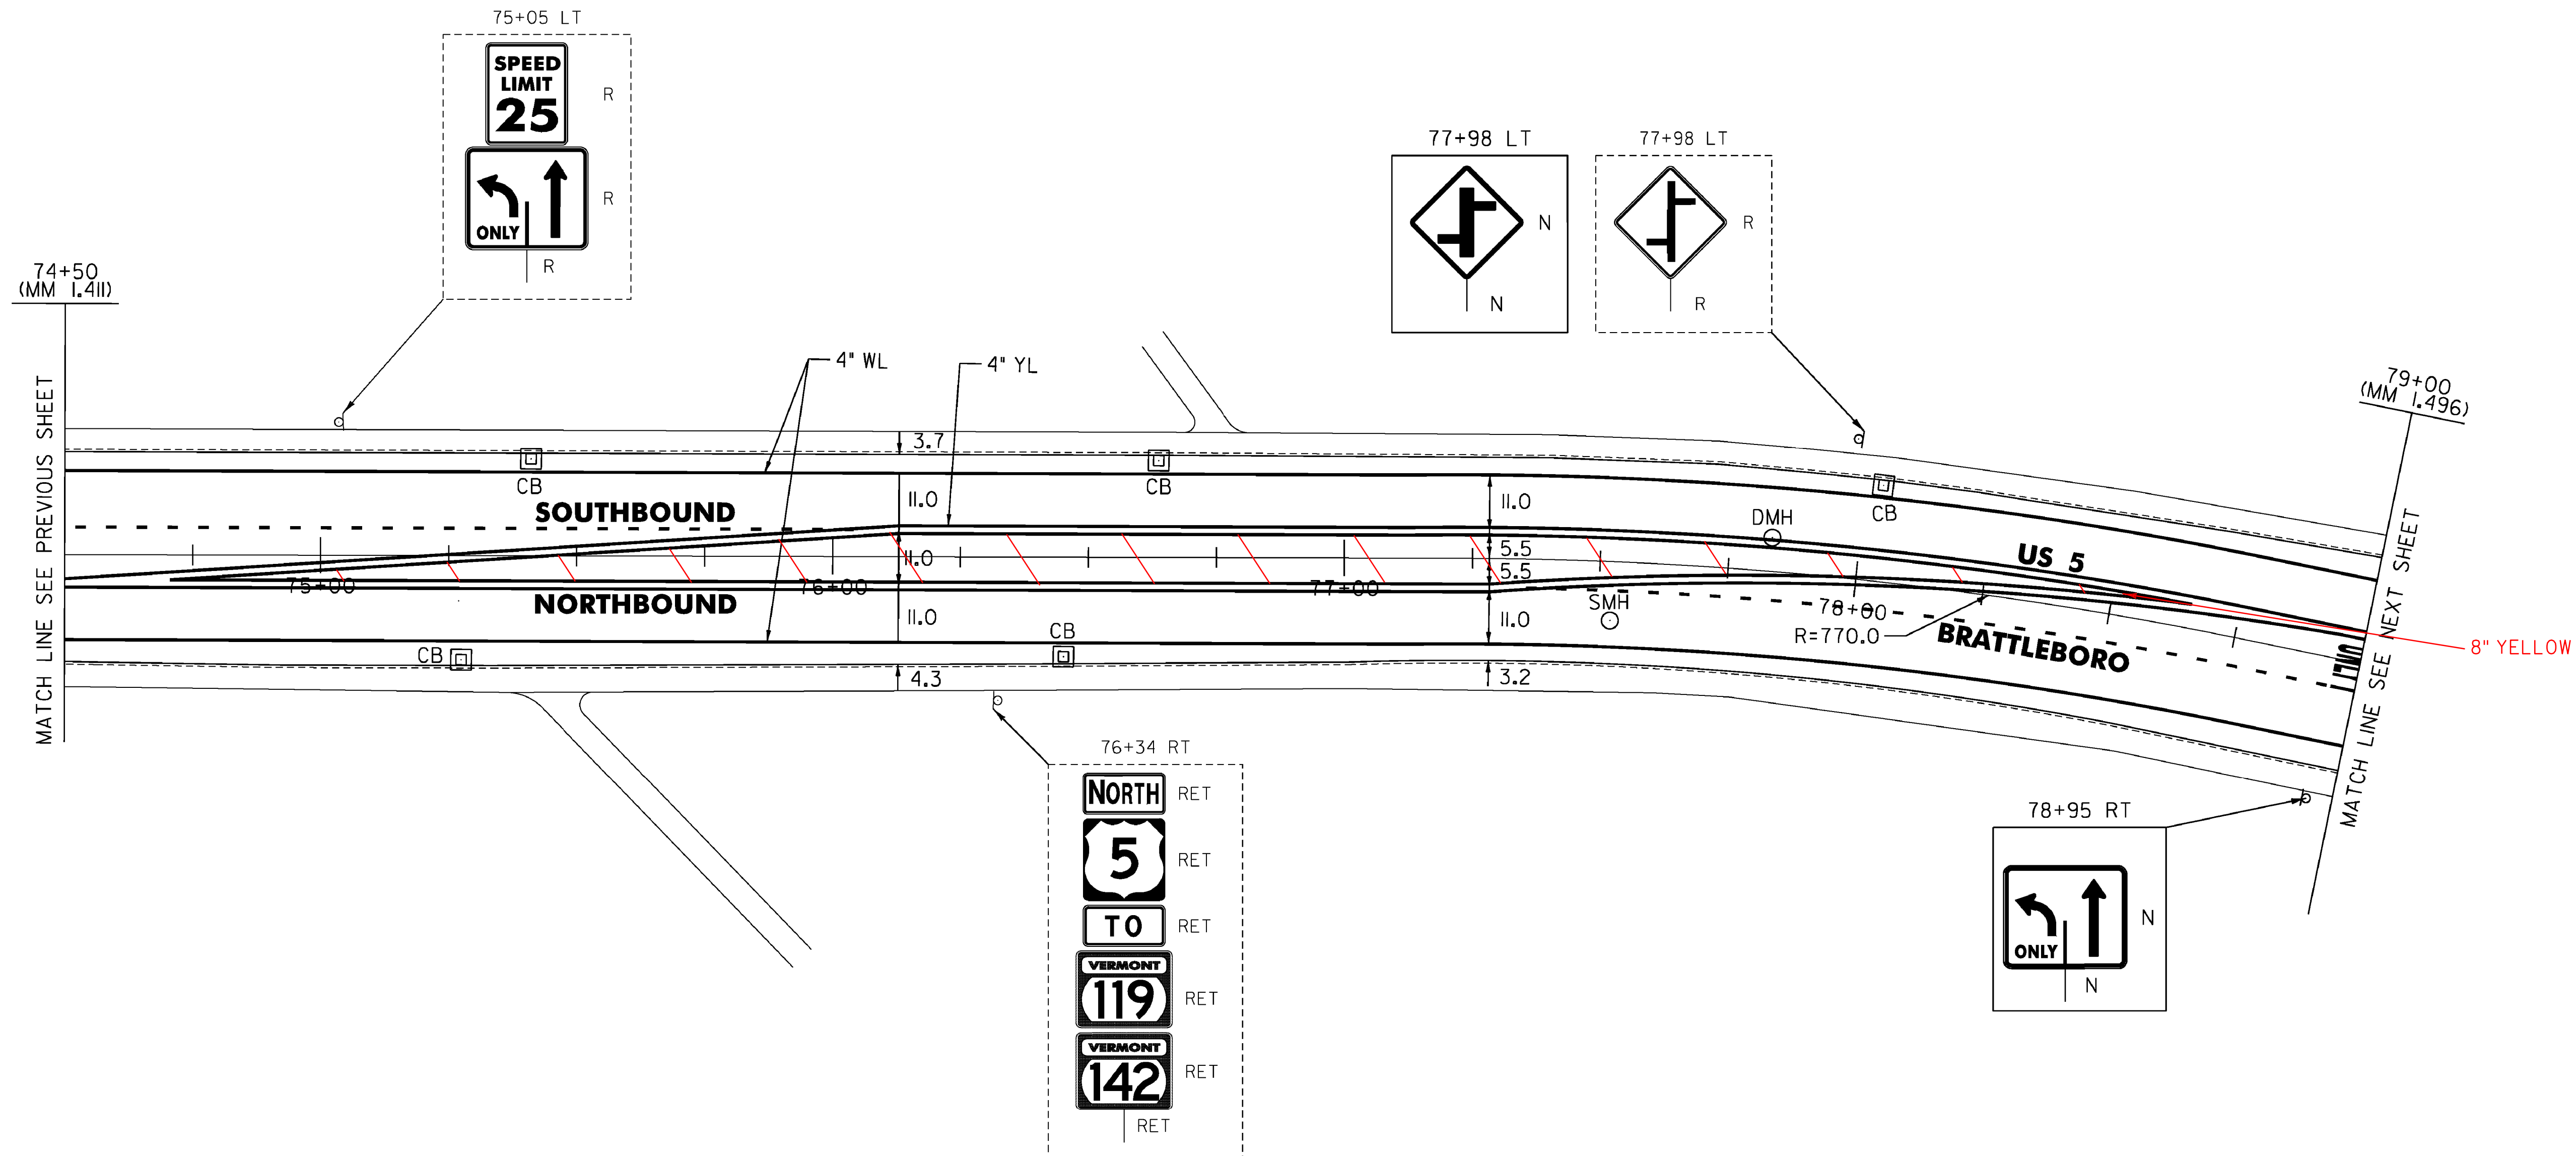 75+05 LT
SPEED
LIMIT
25
R
ONLY
R
R
77+98 LT
N
N
77+98 LT
R
R
74+50
(MM 1.411)
MATCH LINE SEE PREVIOUS SHEET
4" WL
4" YL
79+00
(MM 1.496)
MATCH LINE SEE NEXT SHEET
3.7
CB
CB
CB
SOUTHBOUND
11.0
11.0
DMH
11.0
5.5
5.5
US 5
75+00
76+00
77+00
78+00
NORTHBOUND
11.0
11.0
SMH
R=770.0
BRATTLEBORO
8" YELLOW
CB
CB
4.3
3.2
76+34 RT
NORTH
RET
5
RET
TO
RET
VERMONT
119
RET
VERMONT
142
RET
RET
78+95 RT
ONLY
N
N